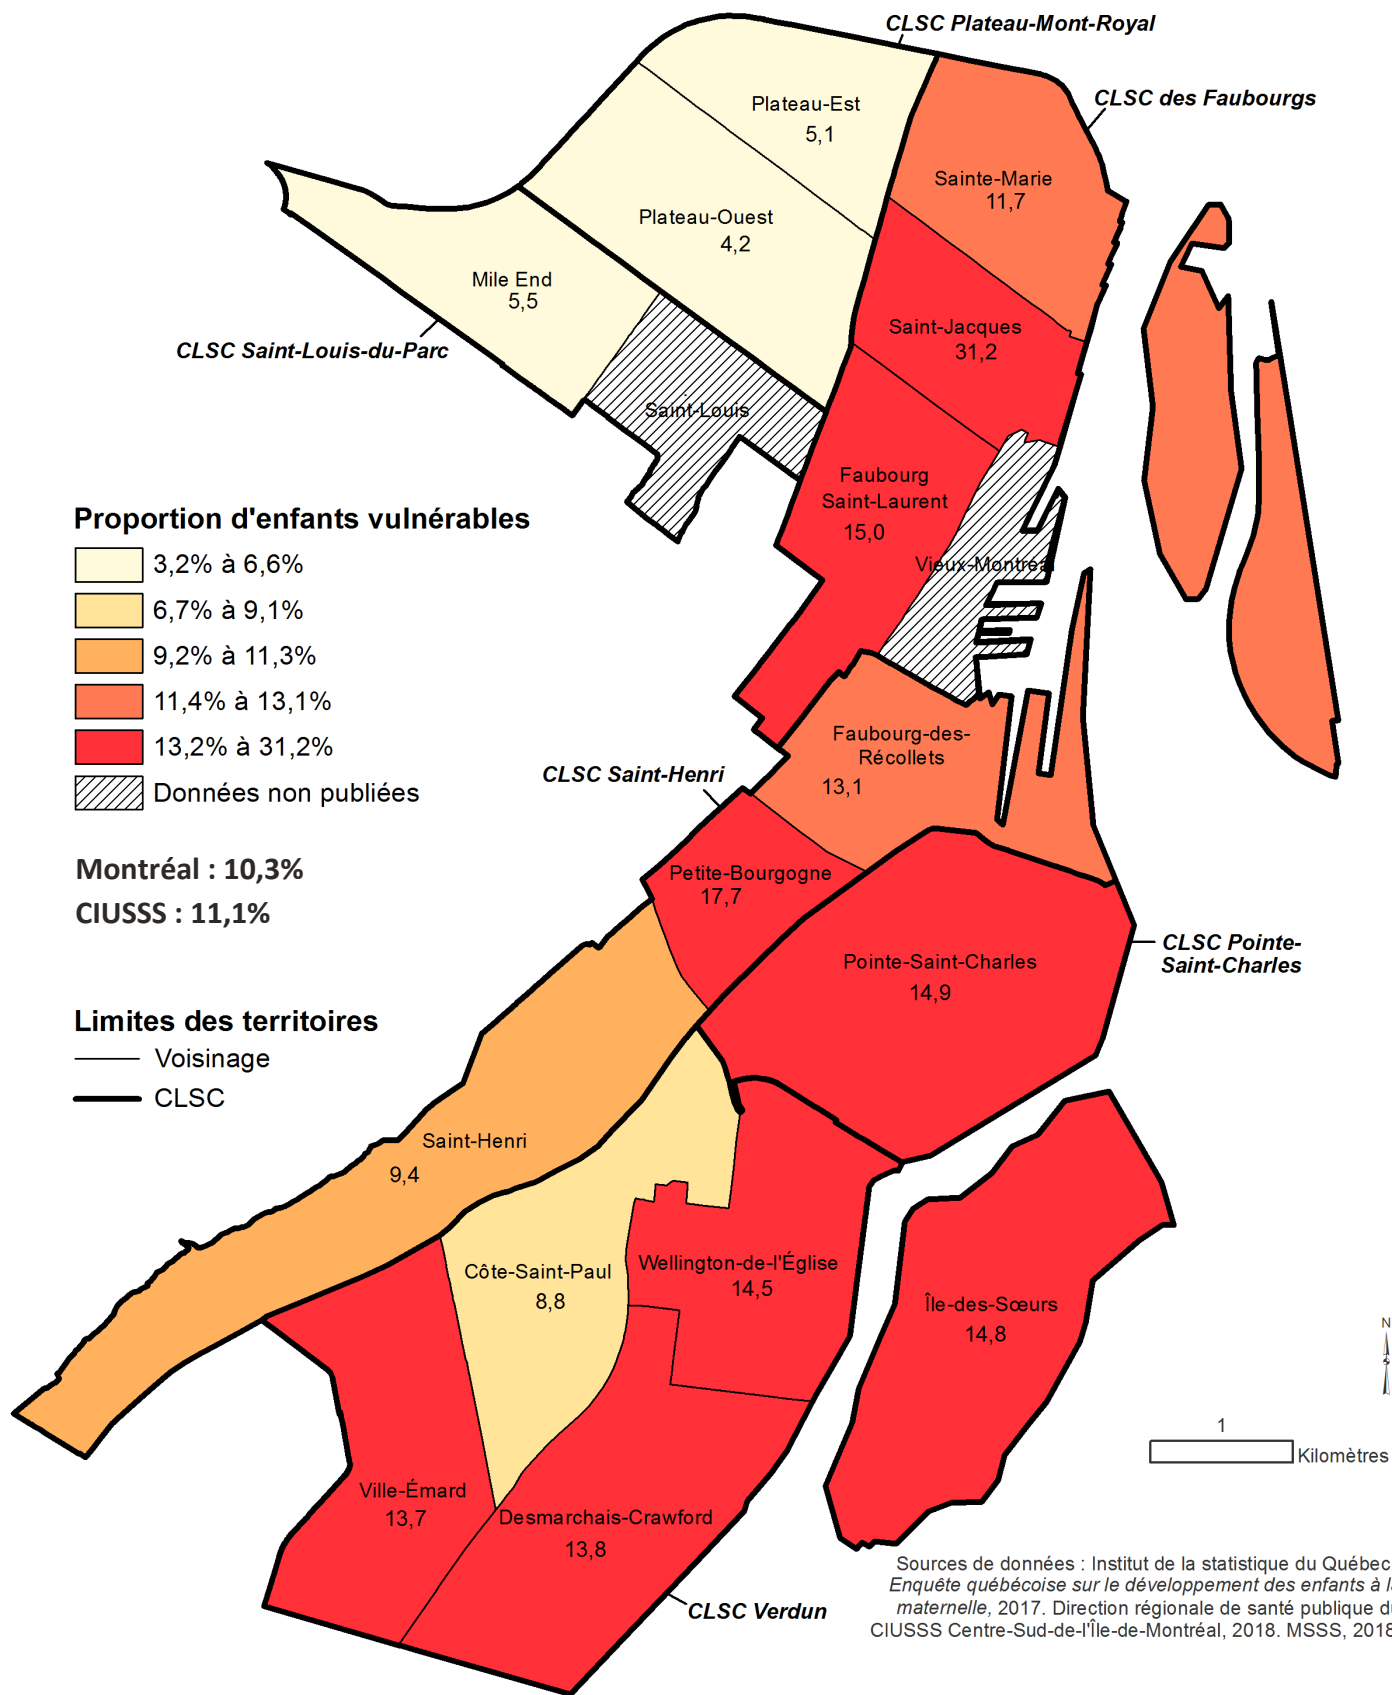 CLSC Plateau-Mont-Royal
CLSC des Faubourgs
Plateau-Est
5,1
Sainte-Marie
11,7
Plateau-Ouest
4,2
Mile End
5,5
CLSC Saint-Louis-du-Parc
Saint-Jacques
31,2
Saint-Louis
Faubourg
Saint-Laurent
15,0
Vieux-Montréal
Proportion d'enfants vulnérables
3,2% à 6,6%
6,7% à 9,1%
9,2% à 11,3%
11,4% à 13,1%
13,2% à 31,2%
Données non publiées
Montréal : 10,3%
CIUSSS : 11,1%
Limites des territoires
Voisinage
CLSC
Faubourg-des-
Récollets
13,1
CLSC Saint-Henri
Petite-Bourgogne
17,7
CLSC Pointe-
Saint-Charles
Pointe-Saint-Charles
14,9
Saint-Henri
9,4
Côte-Saint-Paul
8,8
Wellington-de-l'Église
14,5
Île-des-Sœurs
14,8
Ville-Émard
13,7
Desmarchais-Crawford
13,8
CLSC Verdun
N
1
Kilomètres
Sources de données : Institut de la statistique du Québec
Enquête québécoise sur le développement des enfants à la
maternelle, 2017. Direction régionale de santé publique du
CIUSSS Centre-Sud-de-l'Île-de-Montréal, 2018. MSSS, 2018